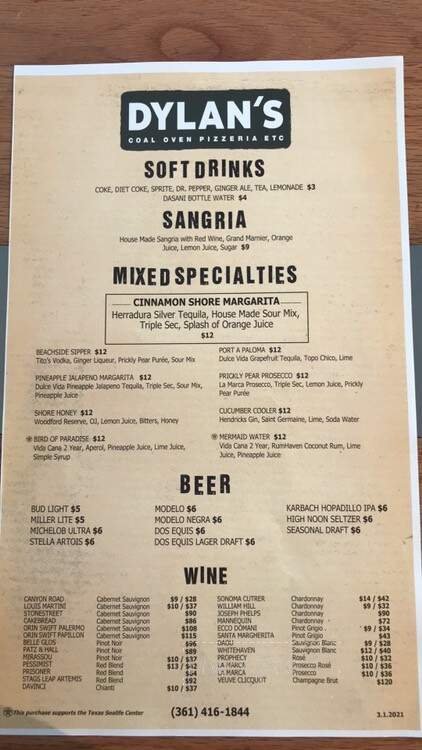 DYLAN'S
COAL OVEN PIZZERIA ETC
SOFT DRINKS
COKE, DIET COKE, SPRITE, DR. PEPPER, GINGER ALE, TEA, LEMONADE $3
DASANI BOTTLE WATER $4
SANGRIA
House Made Sangria with Red Wine, Grand Marnier, Orange
Juice, Lemon Juice, Sugar $9
MIXED SPECIALTIES
CINNAMON SHORE MARGARITA
Herradura Silver Tequila, House Made Sour Mix,
Triple Sec, Splash of Orange Juice
$12
BEACHSIDE SIPPER $12
Tito's Vodka, Ginger Liqueur, Prickly Pear Purée, Sour Mix
PORT A PALOMA $12
Dulce Vida Grapefruit Tequila, Topo Chico, Lime
PINEAPPLE JALAPENO MARGARITA $12
Dulce Vida Pineapple Jalapeno Tequila, Triple Sec, Sour Mix,
Pineapple Juice
PRICKLY PEAR PROSECCO $12
La Marca Prosecco, Triple Sec, Lemon Juice, Prickly
Pear Purée
SHORE HONEY $12
Woodford Reserve, OJ, Lemon Juice, Bitters, Honey
CUCUMBER COOLER $12
Hendricks Gin, Saint Germaine, Lime, Soda Water
BIRD OF PARADISE $12
Vida Cana 2 Year, Aperol, Pineapple Juice, Lime Juice,
Simple Syrup
MERMAID WATER $12
Vida Cana 2 Year, RumHaven Coconut Rum, Lime
Juice, Pineapple Juice
BEER
BUD LIGHT $5
MILLER LITE $5
MICHELOB ULTRA $6
STELLA ARTOIS $6
MODELO $6
MODELO NEGRA $6
DOS EQUIS $6
DOS EQUIS LAGER DRAFT $6
KARBACH HOPADILLO IPA $6
HIGH NOON SELTZER $6
SEASONAL DRAFT $6
WINE
CANYON ROAD Cabernet Sauvignon $9 / $28
LOUIS MARTINI Cabernet Sauvignon $10 / $37
STONESTREET Cabernet Sauvignon $90
CAKEBREAD Cabernet Sauvignon $86
ORIN SWIFT PALERMO Cabernet Sauvignon $108
ORIN SWIFT PAPILLON Cabernet Sauvignon $115
BELLE GLOS Pinot Noir $96
PATZ & HALL Pinot Noir $89
MIRASSOU Pinot Noir $10 / $37
PESSIMIST Red Blend $13 / $42
PRISONER Red Blend
STAGS LEAP ARTEMIS Red Blend $92
DAVINCI Chianti $10 / $37
SONOMA CUTRER Chardonnay $14 / $42
WILLIAM HILL Chardonnay $9 / $32
JOSEPH PHELPS Chardonnay $90
MANNEQUIN Chardonnay $72
ECCO DOMANI Pinot Grigio $9 / $34
SANTA MARGHERITA Pinot Grigio $43
DAOU Sauvignon Blanc $9 / $28
WHITEHAVEN Sauvignon Blanc $12 / $40
PROPHECY Rosé $10 / $32
LA MARCA Prosecco Rosé $10 / $36
LA MARCA Prosecco $10 / $36
VEUVE CLICQUOT Champagne Brut $120
This purchase supports the Texas Sealife Center
(361) 416-1844
3.1.2021